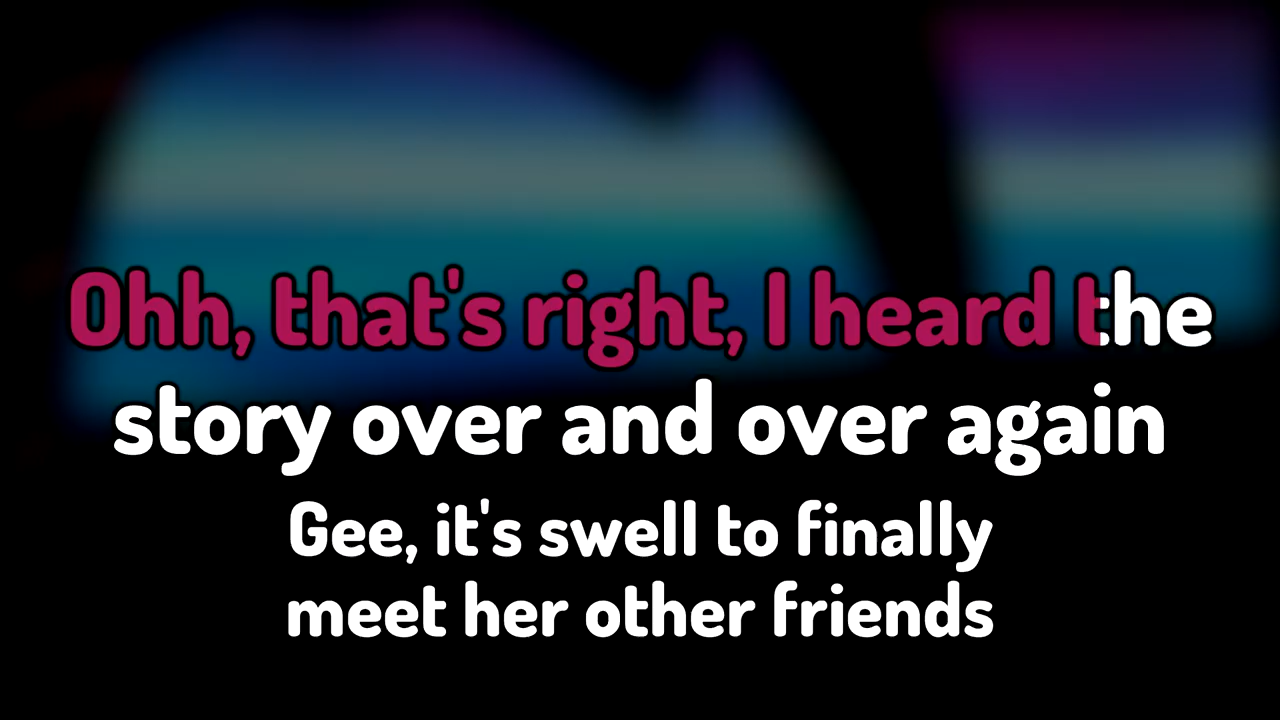 Ohh, that's right, I heard the
story over and over again
Gee, it's swell to finally
meet her other friends